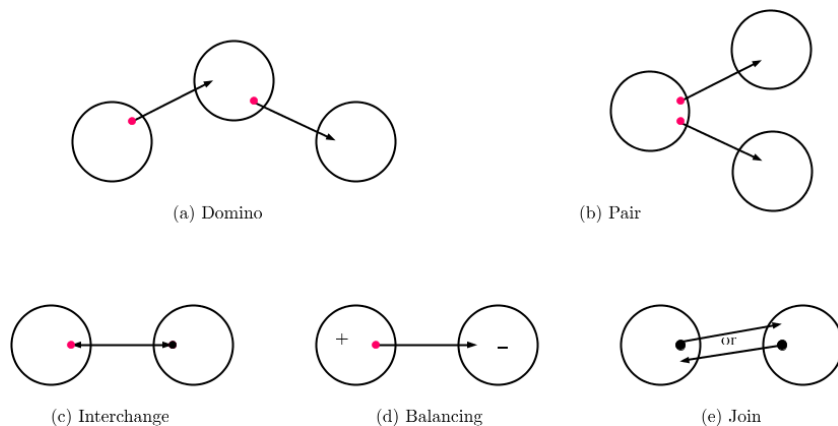 (a) Domino
(b) Pair
+
–
or
(c) Interchange
(d) Balancing
(e) Join